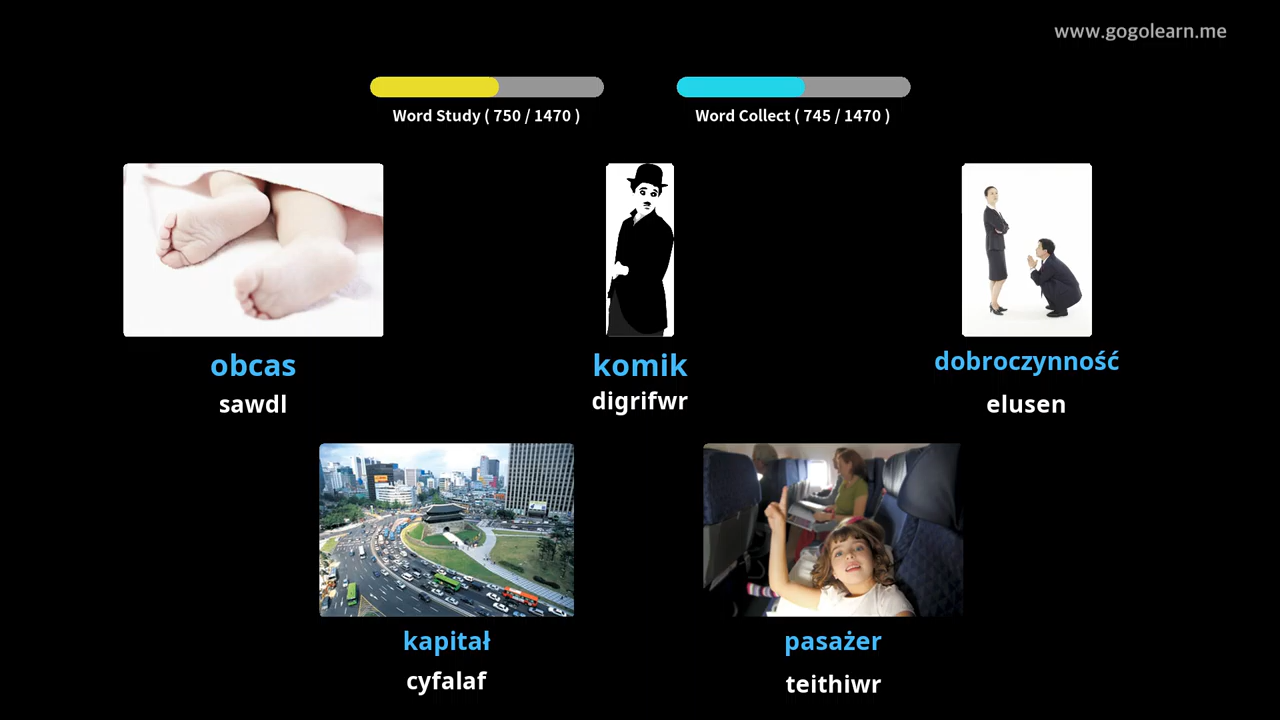 www.gogolearn.me
Word Study ( 750 / 1470 )
Word Collect ( 745 / 1470 )
obcas
sawdl
komik
digrifwr
dobroczynność
elusen
kapitał
cyfalaf
pasażer
teithiwr